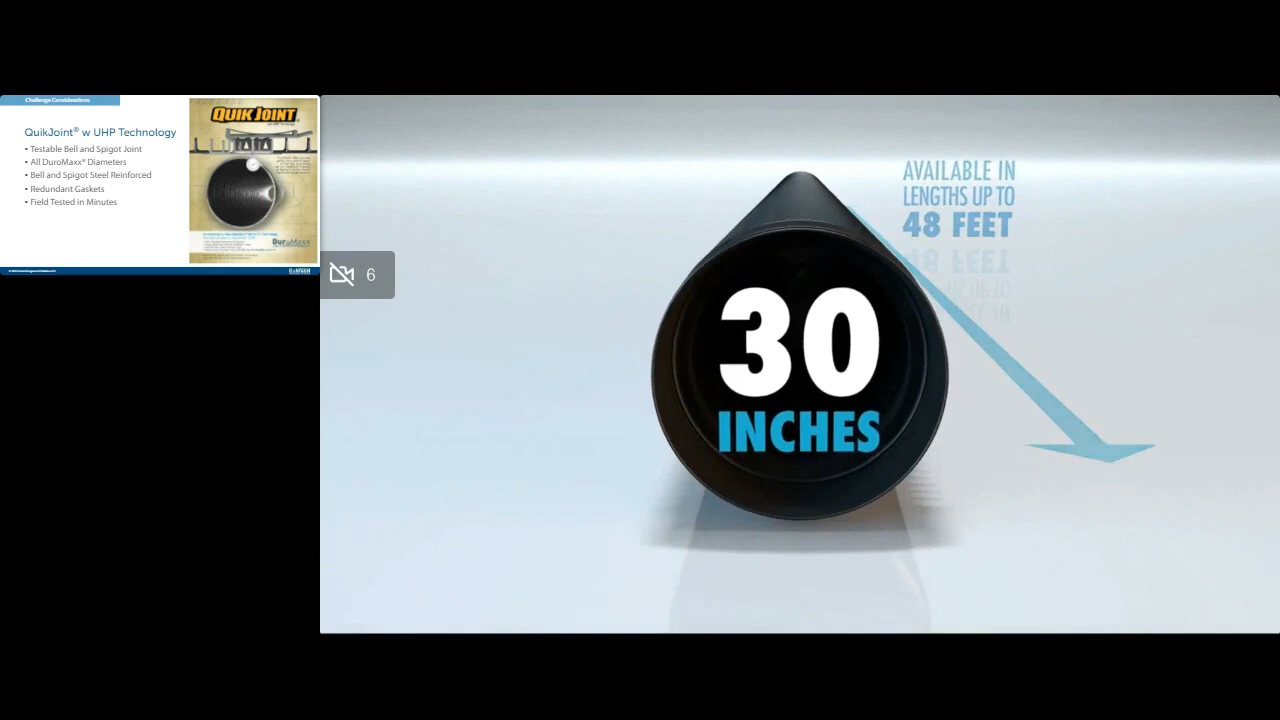 Challenge Considerations
QuikJoint® w UHP Technology
▪ Testable Bell and Spigot Joint
▪ All DuroMaxx® Diameters
▪ Bell and Spigot Steel Reinforced
▪ Redundant Gaskets
▪ Field Tested in Minutes
QUIK JOINT
DuroMaxx
CONTECH
6
AVAILABLE IN
LENGTHS UP TO
48 FEET
30
INCHES